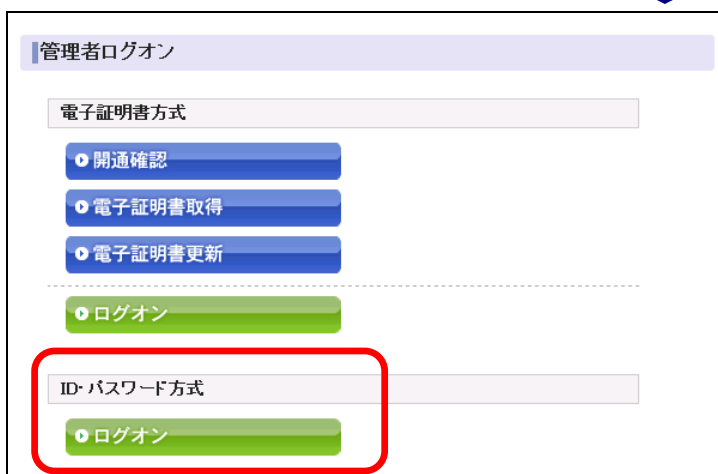 管理者ログオン
電子証明書方式
開通確認
電子証明書取得
電子証明書更新
ログオン
ID・パスワード方式
ログオン